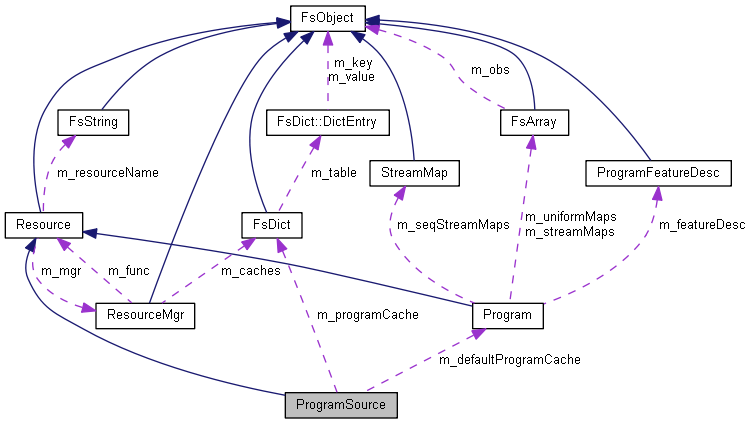 FsObject
m_key
m_value
m_obs
FsString
FsDict::DictEntry
FsArray
m_resourceName
m_table
StreamMap
ProgramFeatureDesc
Resource
FsDict
m_seqStreamMaps
m_uniformMaps
m_streamMaps
m_featureDesc
m_mgr
m_func
m_caches
ResourceMgr
m_programCache
Program
m_defaultProgramCache
ProgramSource